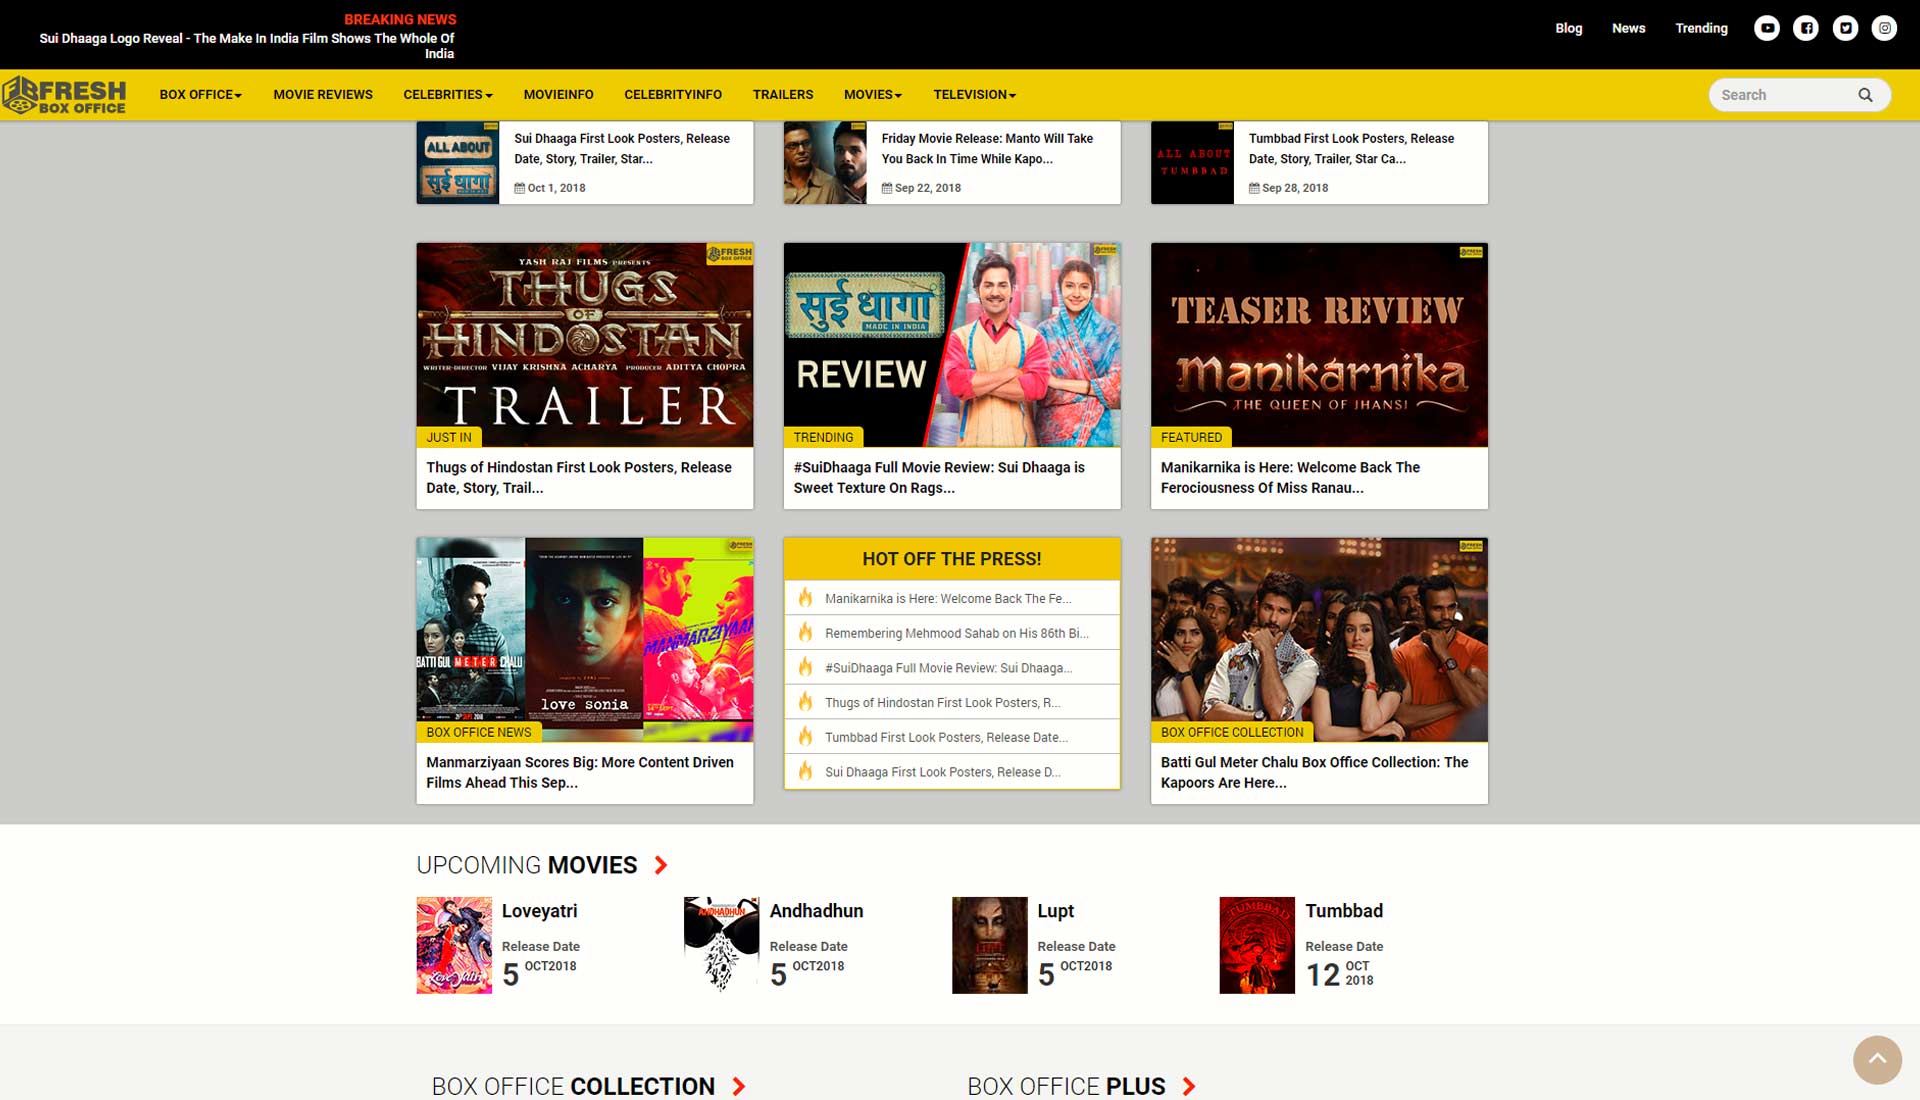 BREAKING NEWS
Sui Dhaaga Logo Reveal - The Make In India Film Shows The Whole Of
India
Blog
News
Trending
FRESH
BOX OFFICE
BOX OFFICE
MOVIE REVIEWS
CELEBRITIES
MOVIEINFO
CELEBRITYINFO
TRAILERS
MOVIES
TELEVISION
Search
ALL ABOUT
सुई धागा
Sui Dhaaga First Look Posters, Release
Date, Story, Trailer, Star...
Oct 1, 2018
Friday Movie Release: Manto Will Take
You Back In Time While Kapo...
Sep 22, 2018
ALL ABOUT
TUMBBAD
Tumbbad First Look Posters, Release
Date, Story, Trailer, Star Ca...
Sep 28, 2018
FRESH
BOX OFFICE
YASH RAJ FILMS PRESENTS
THUGS
OF
HINDOSTAN
WRITER-DIRECTOR VIJAY KRISHNA ACHARYA PRODUCER ADITYA CHOPRA
TRAILER
JUST IN
Thugs of Hindostan First Look Posters, Release
Date, Story, Trail...
सुई धागा
MADE IN INDIA
REVIEW
TRENDING
#SuiDhaaga Full Movie Review: Sui Dhaaga is
Sweet Texture On Rags...
TEASER REVIEW
Manikarnika
THE QUEEN OF JHANSI
FEATURED
Manikarnika is Here: Welcome Back The
Ferociousness Of Miss Ranau...
BATTI GUL METER CHALU
21st SEPT 2018
love sonia
MANMARZIYAAN
BOX OFFICE NEWS
Manmarziyaan Scores Big: More Content Driven
Films Ahead This Sep...
HOT OFF THE PRESS!
Manikarnika is Here: Welcome Back The Fe...
Remembering Mehmood Sahab on His 86th Bi...
#SuiDhaaga Full Movie Review: Sui Dhaaga...
Thugs of Hindostan First Look Posters, R...
Tumbbad First Look Posters, Release Date...
Sui Dhaaga First Look Posters, Release D...
BOX OFFICE COLLECTION
Batti Gul Meter Chalu Box Office Collection: The
Kapoors Are Here...
UPCOMING MOVIES
LoveYatri
Loveyatri
Release Date
5 OCT2018
ANDHADHUN
Andhadhun
Release Date
5 OCT2018
LUPT
Lupt
Release Date
5 OCT2018
TUMBBAD
Tumbbad
Release Date
12 OCT
2018
BOX OFFICE COLLECTION
BOX OFFICE PLUS